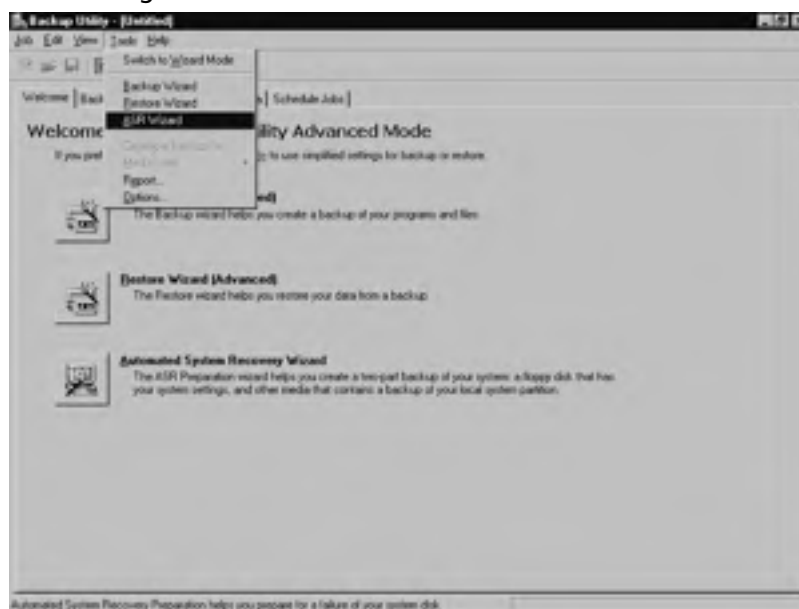 Backup Utility - [Untitled]
Job Edit View Tools Help
Switch to Wizard Mode
Backup Wizard
Restore Wizard
ASR Wizard
Report...
Options...
Welcome Back Schedule Jobs
Welcome ility Advanced Mode
If you pref to use simplified settings for backup or restore.
The Backup wizard helps you create a backup of your programs and files.
Restore Wizard (Advanced)
The Restore wizard helps you restore your data from a backup.
Automated System Recovery Wizard
The ASR Preparation wizard helps you create a two-part backup of your system: a floppy disk that has
your system settings, and other media that contains a backup of your local system partition.
Automated System Recovery Preparation helps you prepare for a failure of your system disk